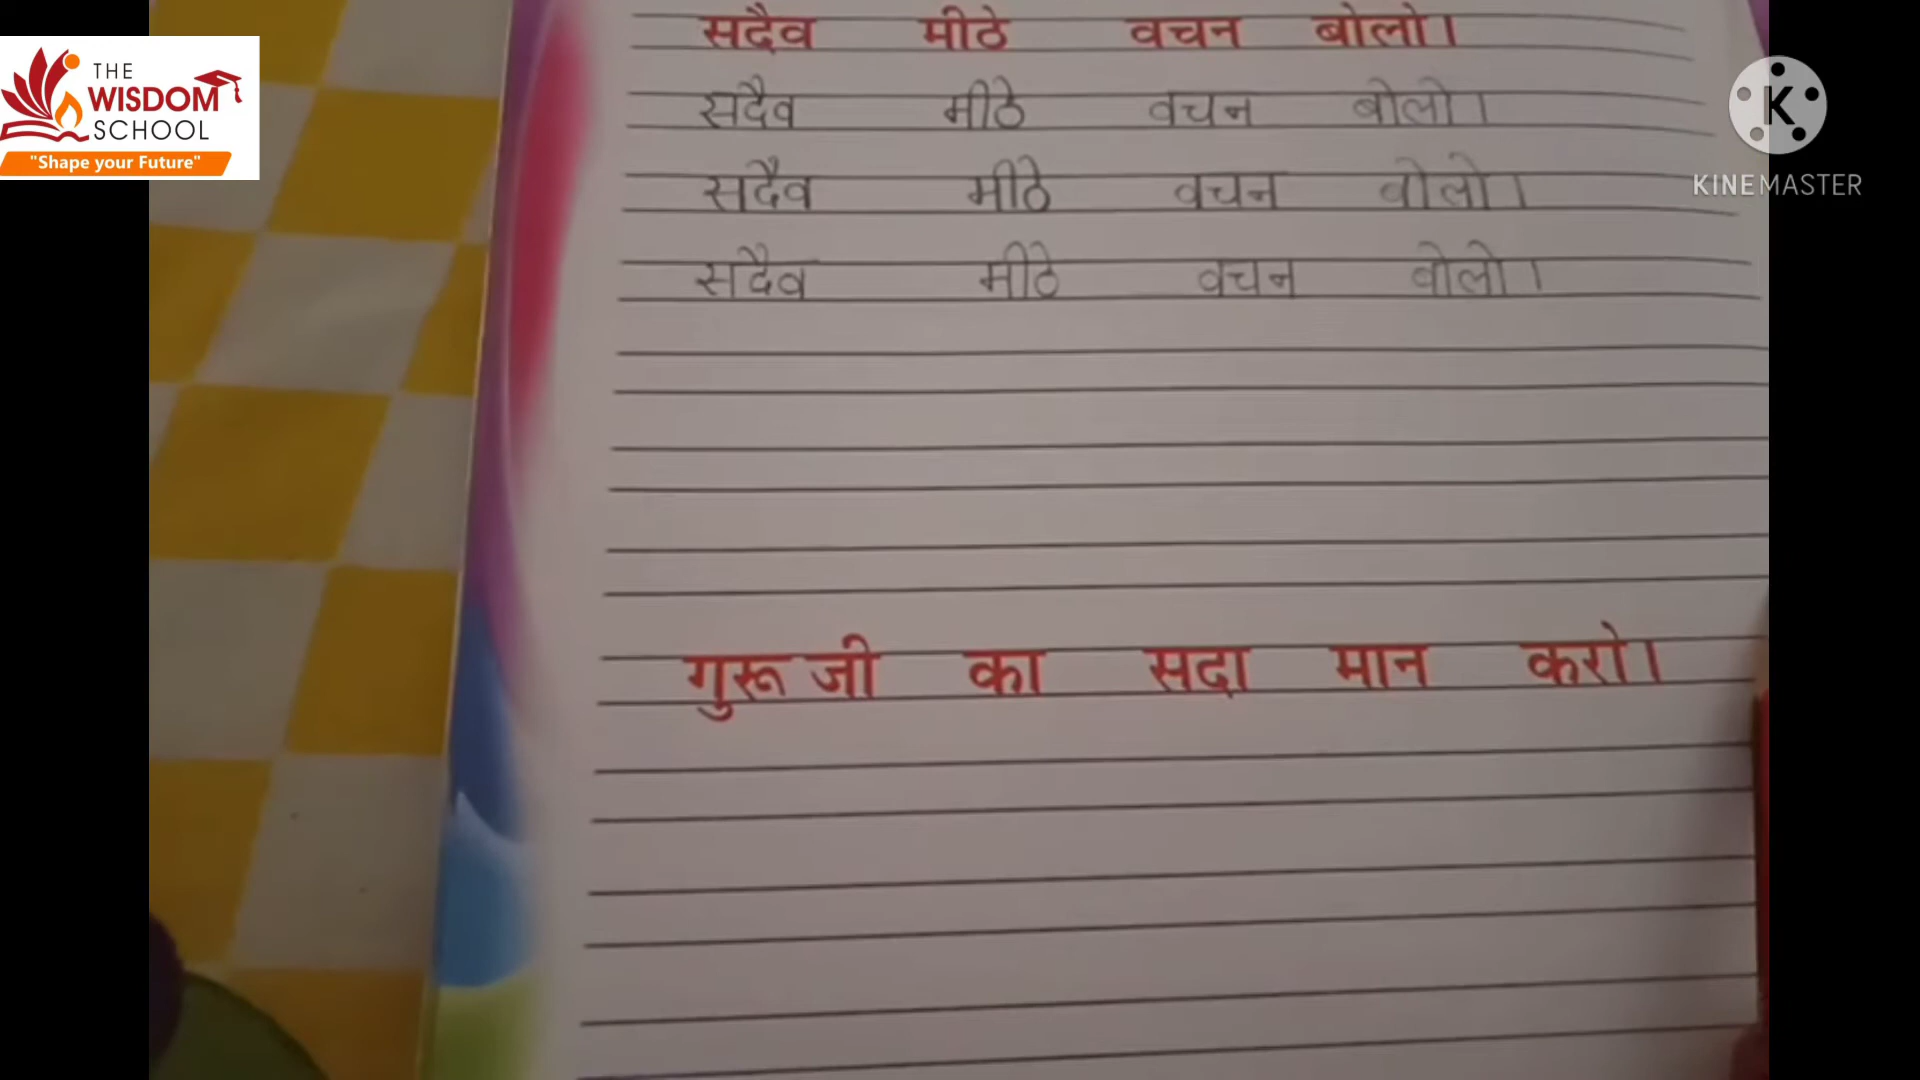 सदैव मीठे वचन बोलो।
THE
WISDOM
SCHOOL
"Shape your Future"
K
KINEMASTER
सदैव मीठे वचन बोलो।
सदैव मीठे वचन बोलो।
सदैव मीठे वचन बोलो।
गुरू जी का सदा मान करो।